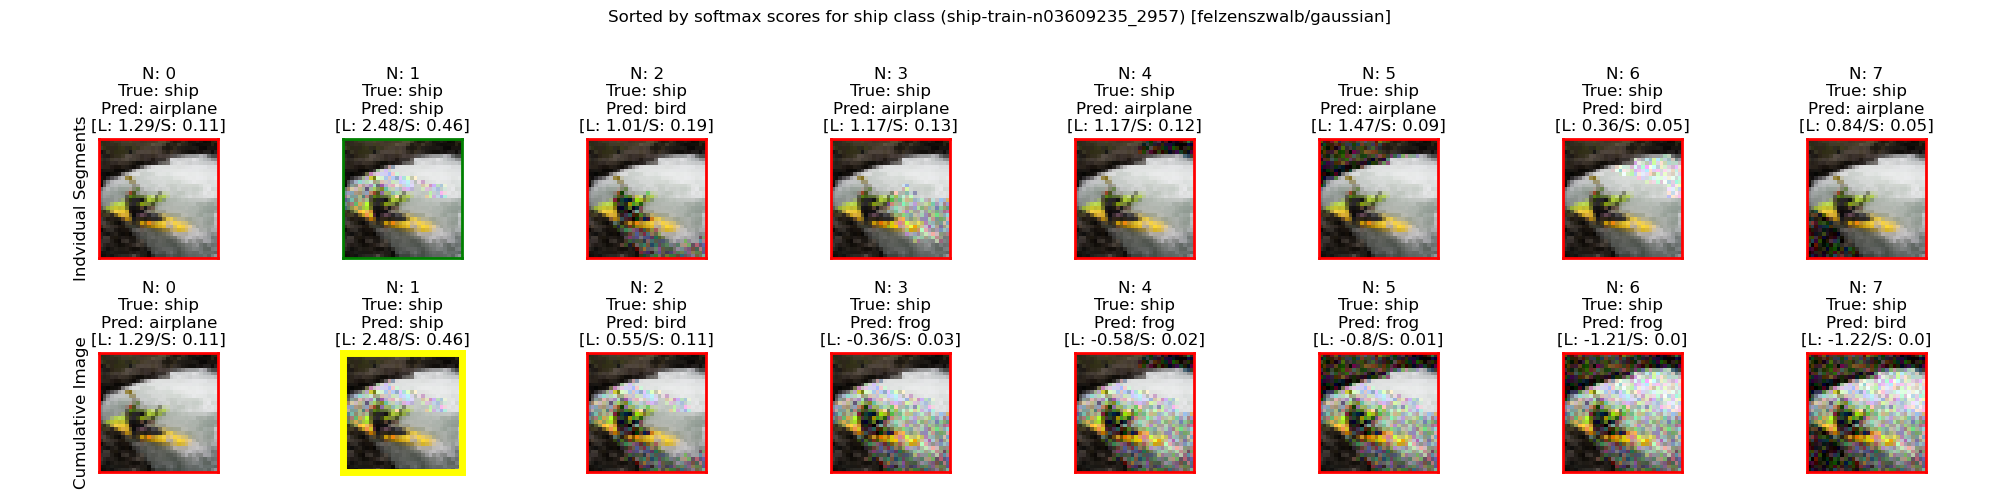 Sorted by softmax scores for ship class (ship-train-n03609235_2957) [felzenszwalb/gaussian]
Indvidual Segments
N: 0
True: ship
Pred: airplane
[L: 1.29/S: 0.11]
N: 1
True: ship
Pred: ship
[L: 2.48/S: 0.46]
N: 2
True: ship
Pred: bird
[L: 1.01/S: 0.19]
N: 3
True: ship
Pred: airplane
[L: 1.17/S: 0.13]
N: 4
True: ship
Pred: airplane
[L: 1.17/S: 0.12]
N: 5
True: ship
Pred: airplane
[L: 1.47/S: 0.09]
N: 6
True: ship
Pred: bird
[L: 0.36/S: 0.05]
N: 7
True: ship
Pred: airplane
[L: 0.84/S: 0.05]
Cumulative Image
N: 0
True: ship
Pred: airplane
[L: 1.29/S: 0.11]
N: 1
True: ship
Pred: ship
[L: 2.48/S: 0.46]
N: 2
True: ship
Pred: bird
[L: 0.55/S: 0.11]
N: 3
True: ship
Pred: frog
[L: -0.36/S: 0.03]
N: 4
True: ship
Pred: frog
[L: -0.58/S: 0.02]
N: 5
True: ship
Pred: frog
[L: -0.8/S: 0.01]
N: 6
True: ship
Pred: frog
[L: -1.21/S: 0.0]
N: 7
True: ship
Pred: bird
[L: -1.22/S: 0.0]